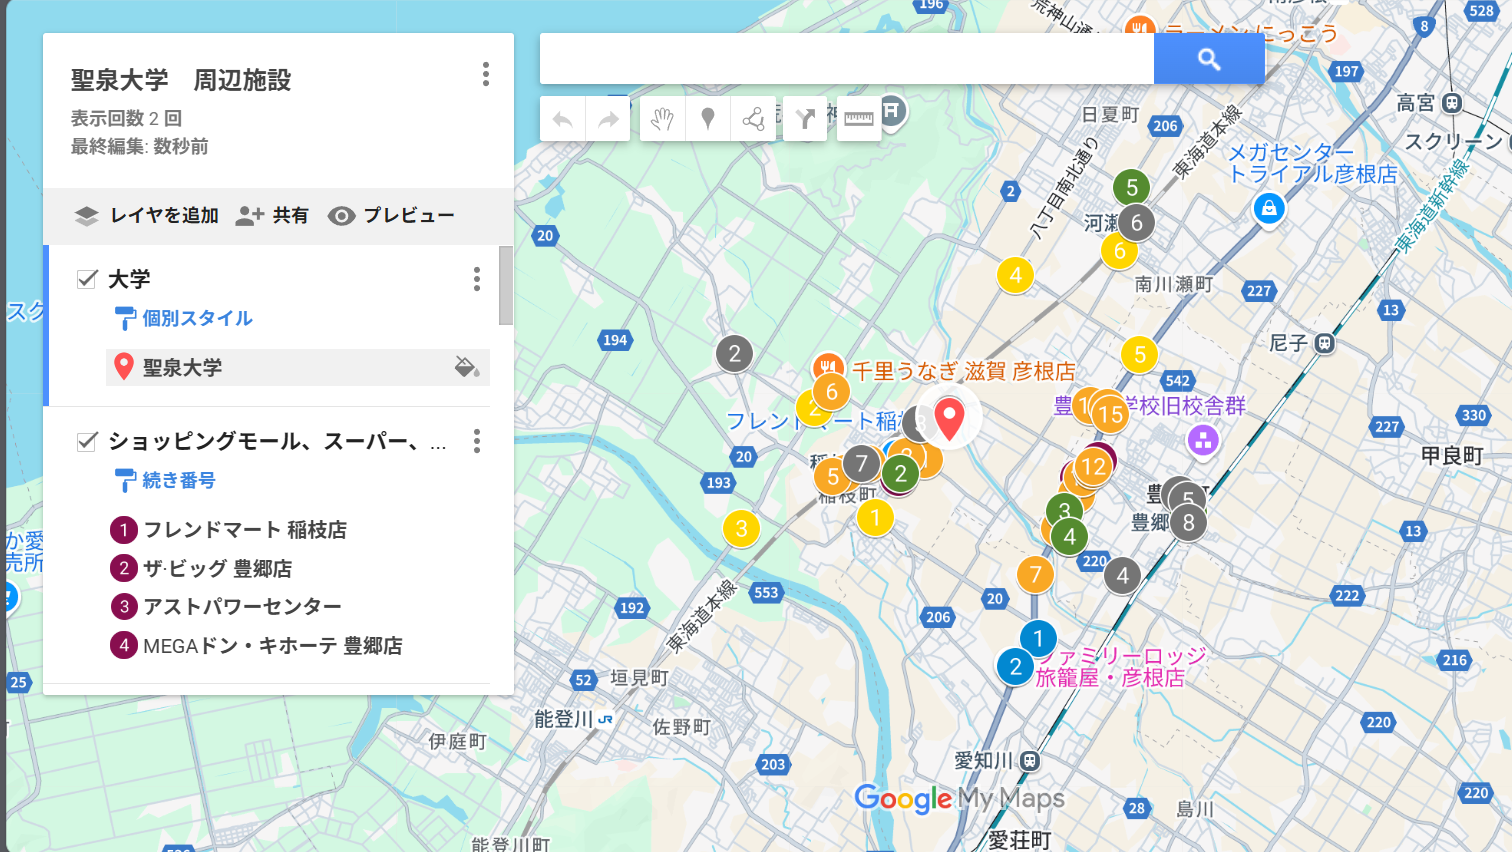 聖泉大学　周辺施設
表示回数 2 回
最終編集: 数秒前
レイヤを追加
共有
プレビュー
大学
個別スタイル
聖泉大学
ショッピングモール、スーパー、...
続き番号
1 フレンドマート 稲枝店
2 ザ・ビッグ 豊郷店
3 アストパワーセンター
4 MEGAドン・キホーテ 豊郷店
196
荒神山通り
ラーメンにっこう
8
528
197
高宮
スクリーン
日夏町
206
東海道本線
メガセンター
トライアル彦根店
東海道新幹線
2
八丁目南北通り
5
河瀬
6
6
20
4
南川瀬町
227
13
194
2
5
尼子
542
千里うなぎ 滋賀 彦根店
6
2
フレンドマート稲枝
15
学校旧校舎群
330
227
甲良町
20
193
7
5
2
稲枝町
12
3
1
3
4
豊郷
5
8
13
220
7
4
553
192
東海道本線
20
206
222
1
2
ファミリーロッジ
旅籠屋・彦根店
216
25
52
垣見町
能登川
JR
佐野町
伊庭町
220
203
愛知川
Google My Maps
28
島川
220
愛荘町
能登川町